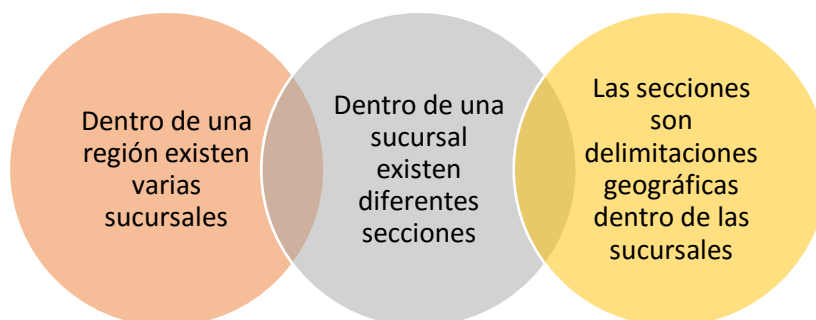 Dentro de una
región existen
varias
sucursales
Dentro de una
sucursal
existen
diferentes
secciones
Las secciones
son
delimitaciones
geográficas
dentro de las
sucursales